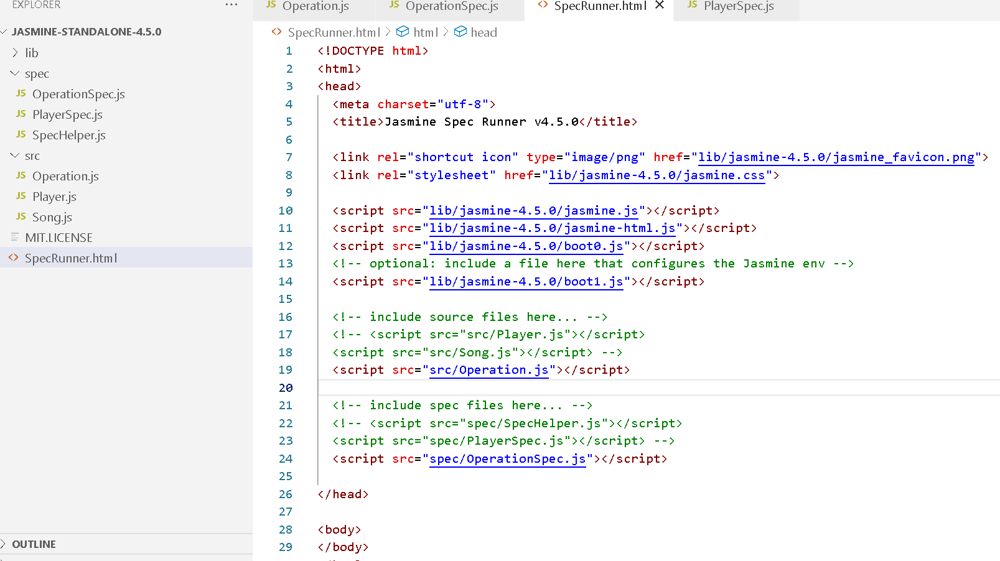 EXPLORER
JASMINE-STANDALONE-4.5.0
lib
spec
JS OperationSpec.js
JS PlayerSpec.js
JS SpecHelper.js
src
JS Operation.js
JS Player.js
JS Song.js
MIT.LICENSE
<> SpecRunner.html
OUTLINE
JS Operation.js
JS OperationSpec.js
<> SpecRunner.html
JS PlayerSpec.js
<> SpecRunner.html > html > head
1 <!DOCTYPE html>
2 <html>
3 <head>
4 <meta charset="utf-8">
5 <title>Jasmine Spec Runner v4.5.0</title>
6
7 <link rel="shortcut icon" type="image/png" href="lib/jasmine-4.5.0/jasmine_favicon.png">
8 <link rel="stylesheet" href="lib/jasmine-4.5.0/jasmine.css">
9
10 <script src="lib/jasmine-4.5.0/jasmine.js"></script>
11 <script src="lib/jasmine-4.5.0/jasmine-html.js"></script>
12 <script src="lib/jasmine-4.5.0/boot0.js"></script>
13 <!-- optional: include a file here that configures the Jasmine env -->
14 <script src="lib/jasmine-4.5.0/boot1.js"></script>
15
16 <!-- include source files here... -->
17 <!-- <script src="src/Player.js"></script>
18 <script src="src/Song.js"></script> -->
19 <script src="src/Operation.js"></script>
20
21 <!-- include spec files here... -->
22 <!-- <script src="spec/SpecHelper.js"></script>
23 <script src="spec/PlayerSpec.js"></script> -->
24 <script src="spec/OperationSpec.js"></script>
25
26 </head>
27
28 <body>
29 </body>